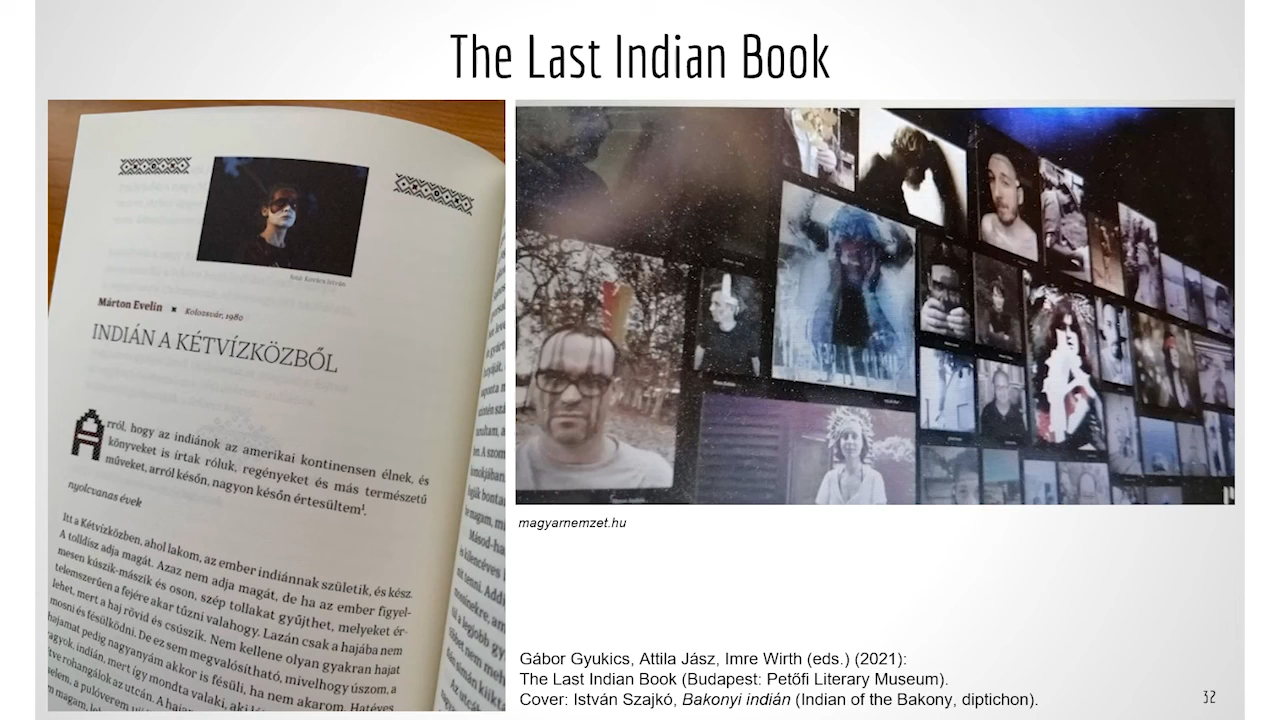 The Last Indian Book
Fotó: Kovács István
Márton Evelin ✖ Kolozsvár, 1980
INDIÁN A KÉTVÍZKÖZBŐL
Arról, hogy az indiánok az amerikai kontinensen élnek, és
könyveket is írtak róluk, regényeket és más természetű
műveket, arról későn, nagyon későn értesültem¹.
nyolcvanas évek
Itt a Kétvízközben, ahol lakom, az ember indiánnak születik, és kész.
A tolldísz adja magát. Azaz nem adja magát, de ha az ember figyel-
mesen kúszik-mászik és oson, szép tollakat gyűjthet, melyeket ér-
telemszerűen a fejére akar tűzni valahogy. Lazán csak a hajába nem
lehet, mert a haj rövid és csúszik. Nem kellene olyan gyakran hajat
mosni és fésülködni. De ez sem megvalósítható, mivelhogy úszom, a
hajamat pedig nagyanyám akkor is fésüli, ha nem akarom. Hatéves
vagyok, indián, mert így mondta valaki, aki
rohangálok az utcán. A
a pulóverem
magyarnemzet.hu
Gábor Gyukics, Attila Jász, Imre Wirth (eds.) (2021):
The Last Indian Book (Budapest: Petőfi Literary Museum).
Cover: István Szajkó, Bakonyi indián (Indian of the Bakony, diptichon).
32